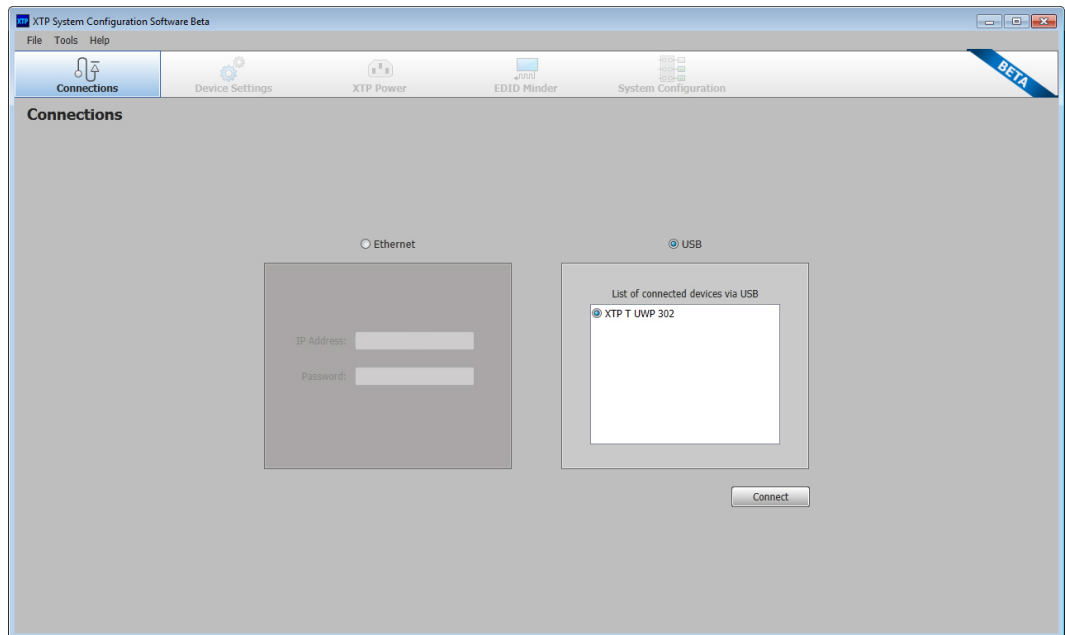 XTP XTP System Configuration Software Beta
File Tools Help
Connections Device Settings XTP Power EDID Minder System Configuration BETA
Connections
Ethernet USB
List of connected devices via USB
XTP T UWP 302
IP Address:
Password:
Connect